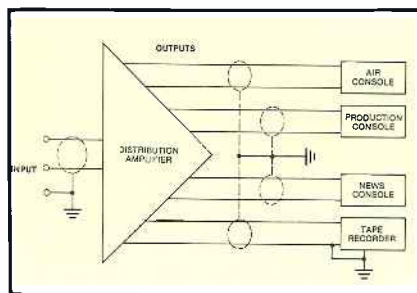 OUTPUTS
AIR
CONSOLE
PRODUCTION
CONSOLE
DISTRIBUTION
AMPLIFIER
INPUT
NEWS
CONSOLE
TAPE
RECORDER